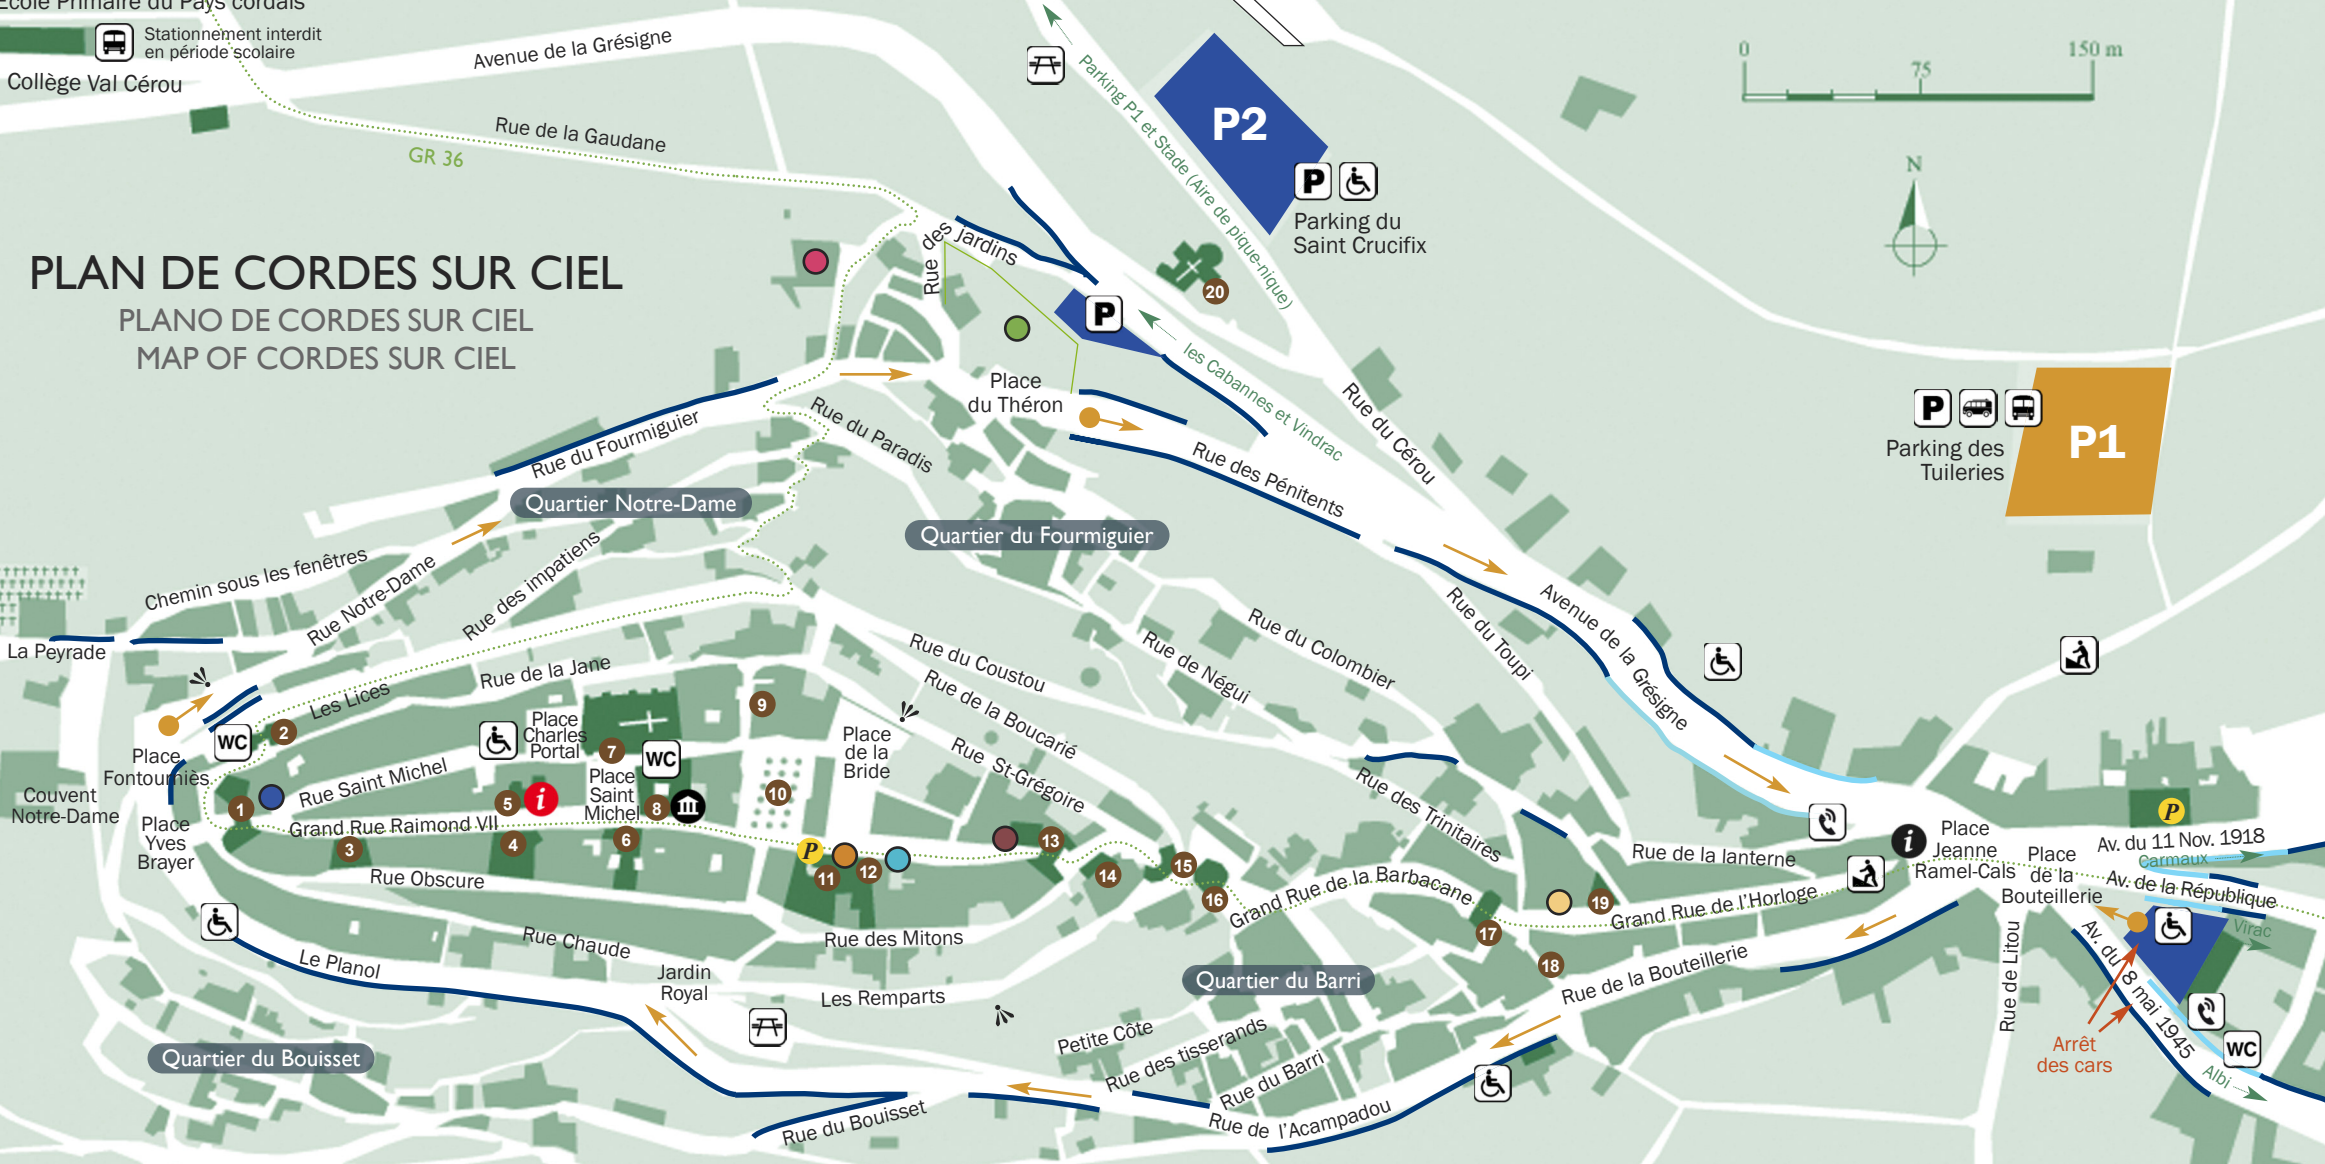 Ecole Primaire du Pays cordais
Stationnement interdit
en période scolaire
Collège Val Cérou
Avenue de la Grésigne
Rue de la Gaudane
GR 36
PLAN DE CORDES SUR CIEL
PLANO DE CORDES SUR CIEL
MAP OF CORDES SUR CIEL
Parking P1 et Stade (Aire de pique-nique)
P2
P
Parking du
Saint Crucifix
0
75
150 m
N
Rue des Jardins
P
20
les Cabannes et Vindrac
Place
du Théron
Rue du Cérou
P
Parking des
Tuileries
P1
Rue du Fourmiguier
Rue du Paradis
Rue des Pénitents
Quartier Notre-Dame
Quartier du Fourmiguier
Chemin sous les fenêtres
Rue Notre-Dame
Rue des impatiens
La Peyrade
Rue de la Jane
Les Lices
Rue du Coustou
Rue de la Boucarié
Rue St-Grégoire
Rue de Négui
Rue du Colombier
Rue du Toupi
Avenue de la Grésigne
WC
2
Place
Fontourniès
Couvent
Notre-Dame
1
Place
Yves
Brayer
Rue Saint Michel
Grand Rue Raimond VII
3
Place
Charles
Portal
7
5
i
4
Place
Saint
Michel
WC
8
6
9
10
Place
de la
Bride
P
11
12
13
14
15
16
Rue Obscure
Rue Chaude
Le Planol
Rue des Mitons
Jardin
Royal
Les Remparts
Rue des Trinitaires
Grand Rue de la Barbacane
17
18
19
Rue de la lanterne
Grand Rue de l'Horloge
Rue de la Bouteillerie
i
Place
Jeanne
Ramel-Cals
Place
de la
Bouteillerie
P
Av. du 11 Nov. 1918
Carmaux
Av. de la République
Virac
Av. du 8 mai 1945
Rue de Litou
Arrêt
des cars
WC
Albi
Quartier du Barri
Quartier du Bouisset
Petite Côte
Rue des tisserands
Rue du Barri
Rue de l'Acampadou
Rue du Bouisset